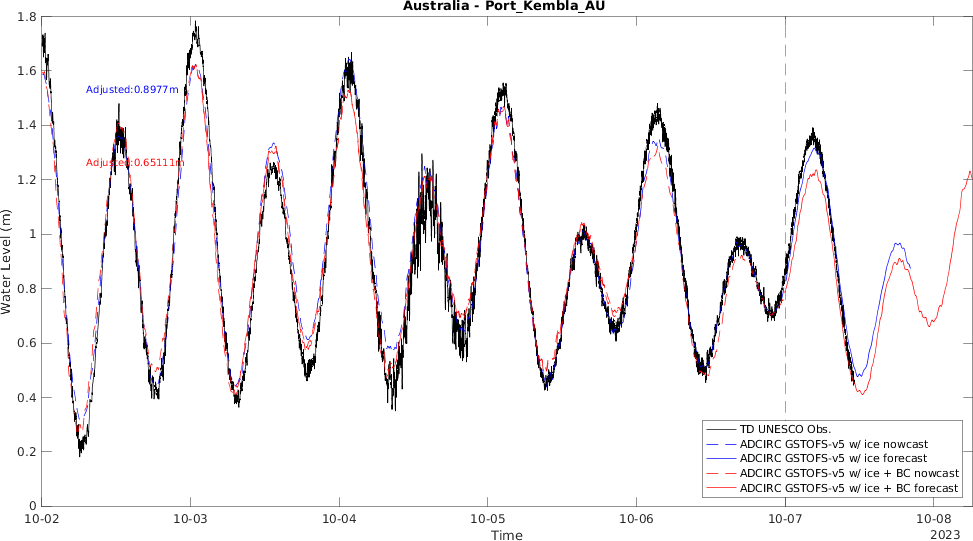 Australia - Port_Kembla_AU
1.8
1.6
1.4
1.2
1
0.8
0.6
0.4
0.2
0
Water Level (m)
Adjusted:0.8977m
Adjusted:0.65111m
TD UNESCO Obs.
ADCIRC GSTOFS-v5 w/ ice nowcast
ADCIRC GSTOFS-v5 w/ ice forecast
ADCIRC GSTOFS-v5 w/ ice + BC nowcast
ADCIRC GSTOFS-v5 w/ ice + BC forecast
10-02 10-03 10-04 10-05 10-06 10-07 10-08
Time
2023